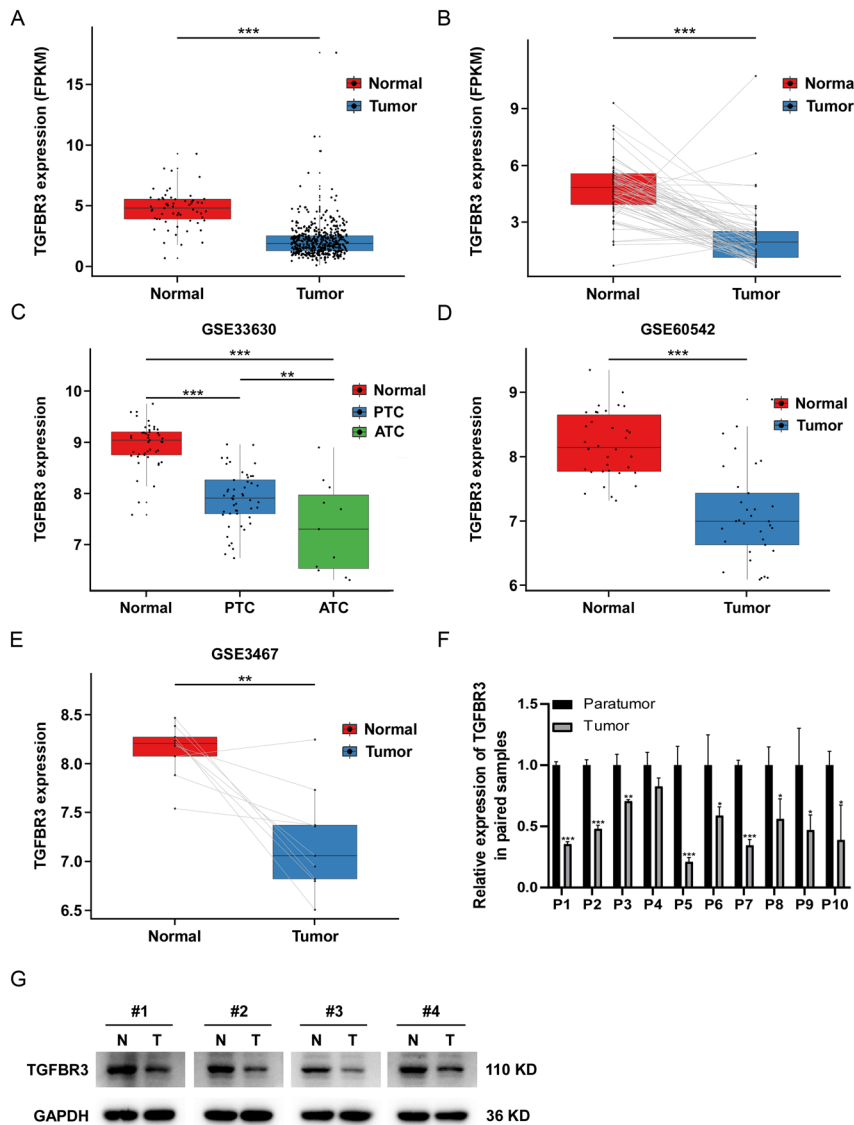 A
***
TGFBR3 expression (FPKM)
15
10
5
0
Normal
Tumor
Normal
Tumor
B
***
TGFBR3 expression (FPKM)
9
6
3
Norma
Tumor
Normal
Tumor
C
GSE33630
***
***
**
TGFBR3 expression
10
9
8
7
Normal
PTC
ATC
Normal
PTC
ATC
D
GSE60542
***
TGFBR3 expression
9
8
7
6
Normal
Tumor
Normal
Tumor
E
GSE3467
**
TGFBR3 expression
8.5
8.0
7.5
7.0
6.5
Normal
Tumor
Normal
Tumor
F
Relative expression of TGFBR3
in paired samples
1.5
1.0
0.5
0.0
Paratumor
Tumor
*** *** ** *** * *** * * *
P1 P2 P3 P4 P5 P6 P7 P8 P9 P10
G
#1 #2 #3 #4
N T N T N T N T
TGFBR3 110 KD
GAPDH 36 KD